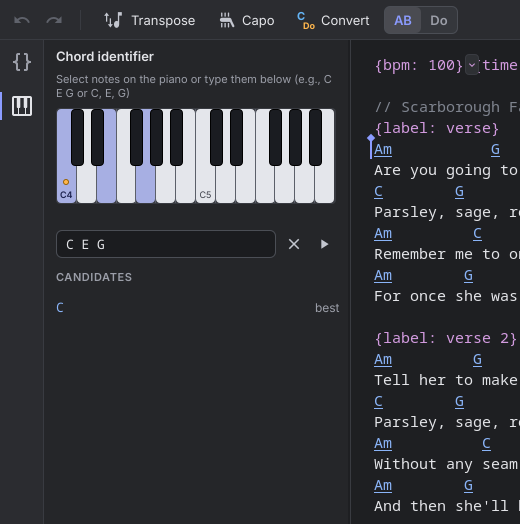 Transpose Capo C Do Convert AB Do
Chord identifier
Select notes on the piano or type them below (e.g., C
E G or C, E, G)
C4 C5
C E G
CANDIDATES
C best
{bpm: 100} {time
// Scarborough Fa
{label: verse}
Am G
Are you going to
C G
Parsley, sage, ro
Am C
Remember me to on
Am G
For once she was
{label: verse 2}
Am G
Tell her to make
C G
Parsley, sage, ro
Am C
Without any seam
Am G
And then she'll b